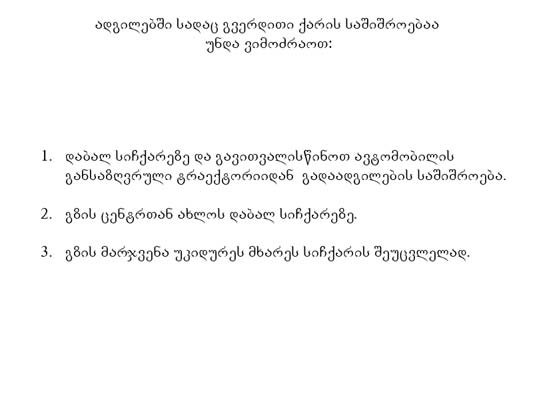 ადგილებში სადაც გვერდითი ქარის საშიშროებაა
უნდა ვიმოძრაოთ:
1. დაბალ სიჩქარეზე და გავითვალისწინოთ ავტომობილის
განსაზღვრული ტრაექტორიიდან გადაადგილების საშიშროება.
2. გზის ცენტრთან ახლოს დაბალ სიჩქარეზე.
3. გზის მარჯვენა უკიდურეს მხარეს სიჩქარის შეუცვლელად.